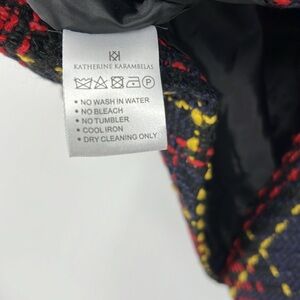 KATHERINE KARAMBELAS
P
• NO WASH IN WATER
• NO BLEACH
• NO TUMBLER
• COOL IRON
• DRY CLEANING ONLY